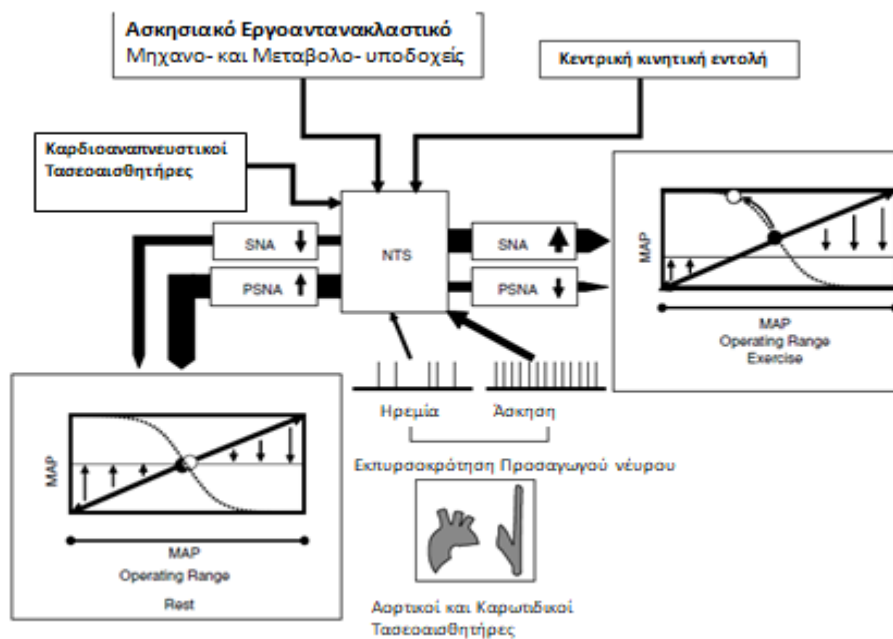 Ασκησιακό Εργοαντανακλαστικό
Μηχανο- και Μεταβολο- υποδοχείς
Κεντρική κινητική εντολή
Καρδιοαναπνευστικοί
Τασεοαισθητήρες
SNA
PSNA
NTS
SNA
PSNA
MAP
MAP
Operating Range
Exercise
Ηρεμία
Άσκηση
Εκπυρσοκρότηση Προσαγωγού νέυρου
MAP
MAP
Operating Range
Rest
Αορτικοί και Καρωτιδικοί
Τασεοαισθητήρες